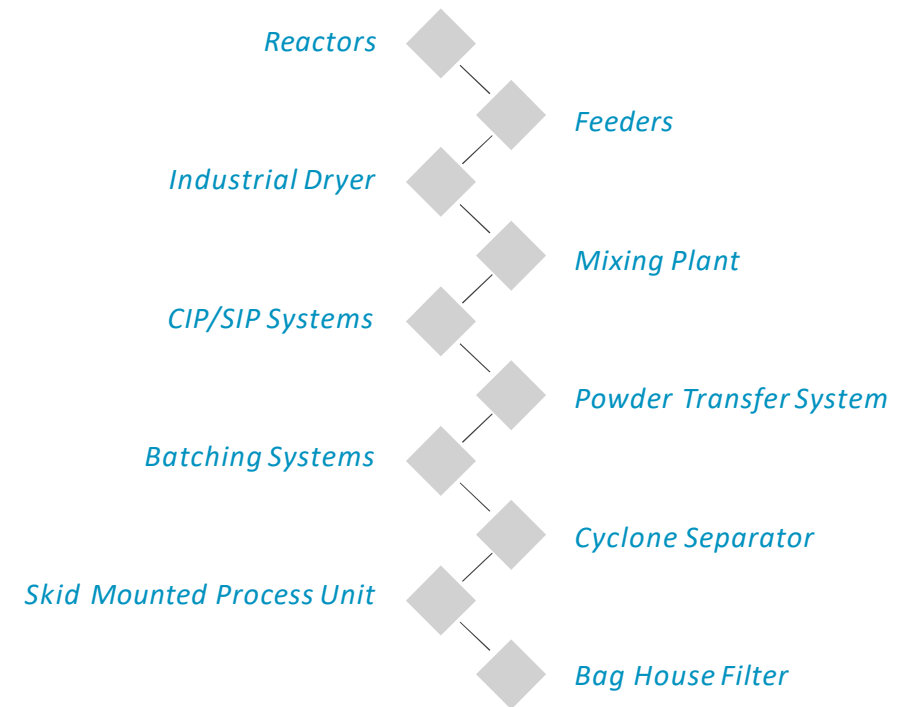 Reactors
Feeders
Industrial Dryer
Mixing Plant
CIP/SIP Systems
Powder Transfer System
Batching Systems
Cyclone Separator
Skid Mounted Process Unit
Bag House Filter